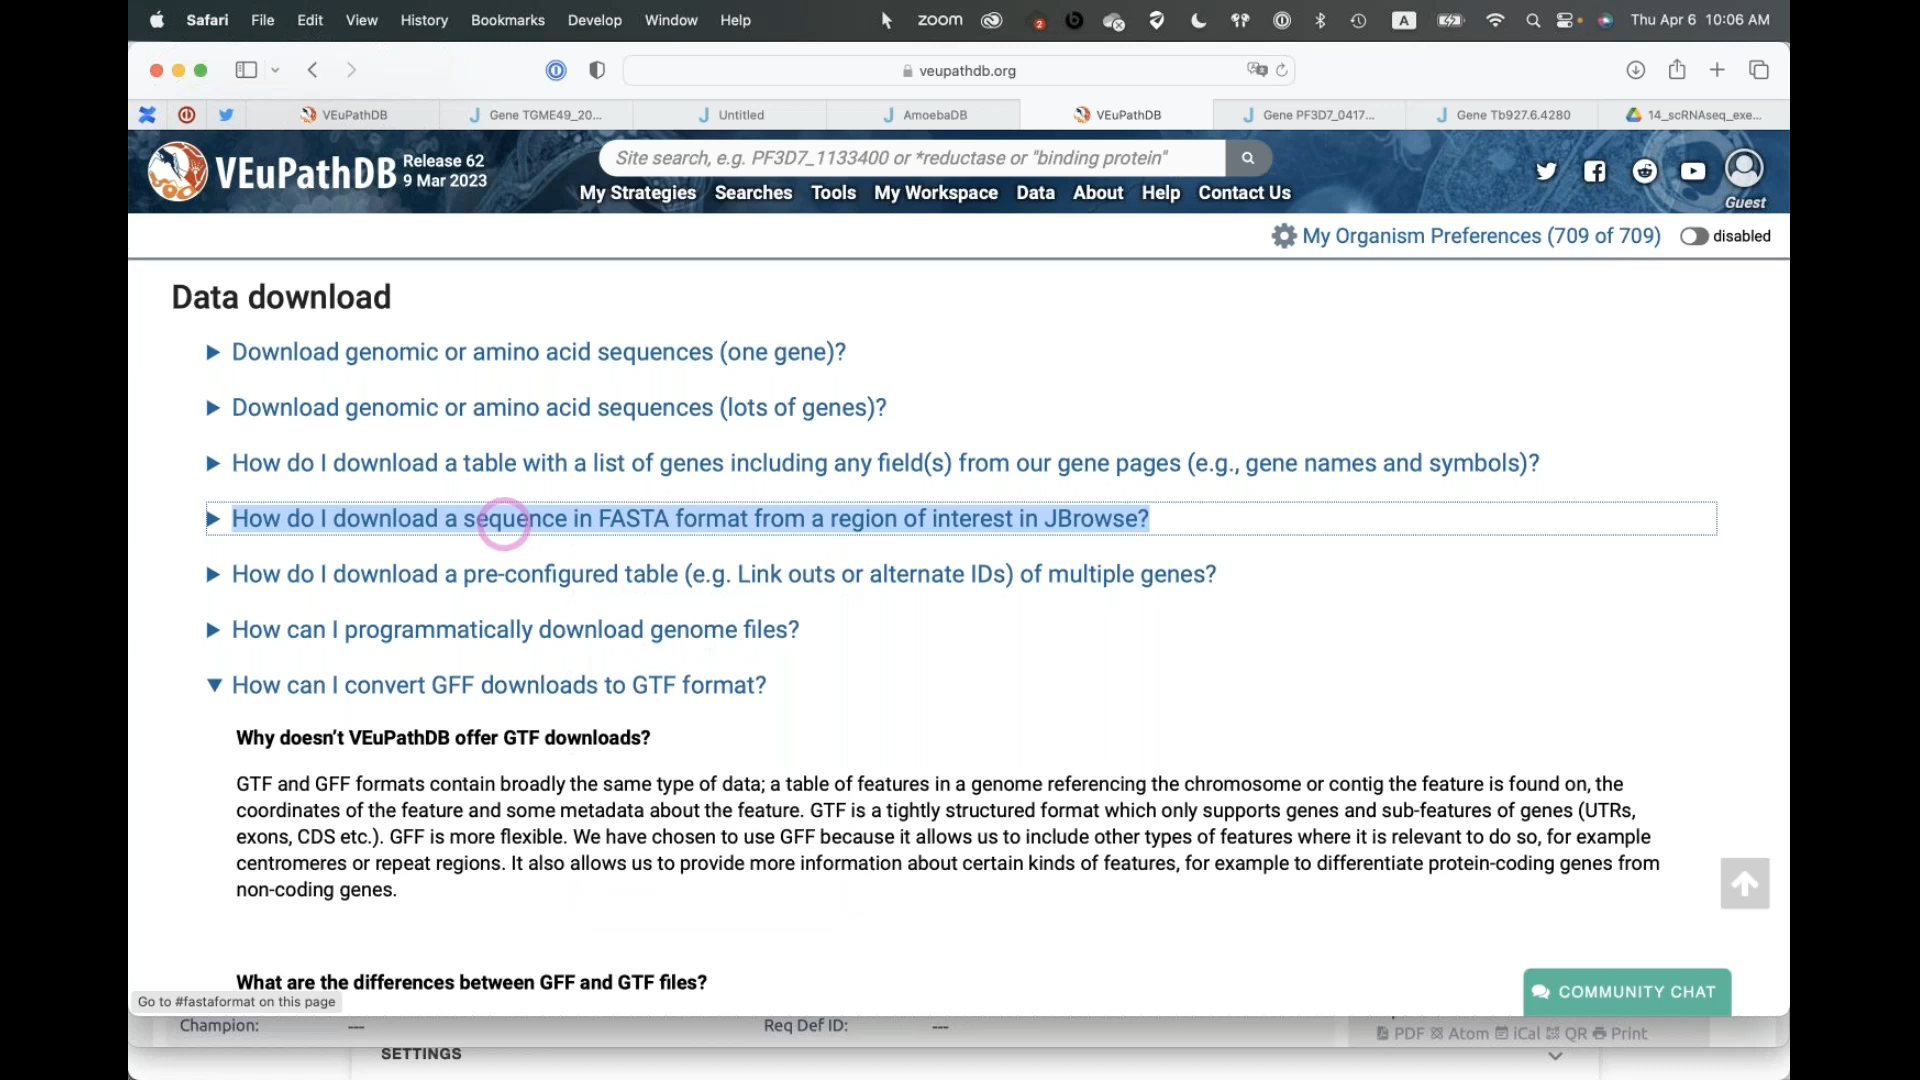 Safari File Edit View History Bookmarks Develop Window Help zoom 2 A Thu Apr 6 10:06 AM
veupathdb.org
VEuPathDB Gene TGME49_20... Untitled AmoebaDB VEuPathDB Gene PF3D7_0417... Gene Tb927.6.4280 14_scRNAseq_exe...
VEuPathDB Release 62
9 Mar 2023
Site search, e.g. PF3D7_1133400 or *reductase or "binding protein"
My Strategies Searches Tools My Workspace Data About Help Contact Us
Guest
My Organism Preferences (709 of 709) disabled
Data download
Download genomic or amino acid sequences (one gene)?
Download genomic or amino acid sequences (lots of genes)?
How do I download a table with a list of genes including any field(s) from our gene pages (e.g., gene names and symbols)?
How do I download a sequence in FASTA format from a region of interest in JBrowse?
How do I download a pre-configured table (e.g. Link outs or alternate IDs) of multiple genes?
How can I programmatically download genome files?
How can I convert GFF downloads to GTF format?
Why doesn’t VEuPathDB offer GTF downloads?
GTF and GFF formats contain broadly the same type of data; a table of features in a genome referencing the chromosome or contig the feature is found on, the
coordinates of the feature and some metadata about the feature. GTF is a tightly structured format which only supports genes and sub-features of genes (UTRs,
exons, CDS etc.). GFF is more flexible. We have chosen to use GFF because it allows us to include other types of features where it is relevant to do so, for example
centromeres or repeat regions. It also allows us to provide more information about certain kinds of features, for example to differentiate protein-coding genes from
non-coding genes.
What are the differences between GFF and GTF files?
COMMUNITY CHAT
Go to #fastaformat on this page
Champion: --- Req Def ID: ---
PDF Atom iCal QR Print
SETTINGS